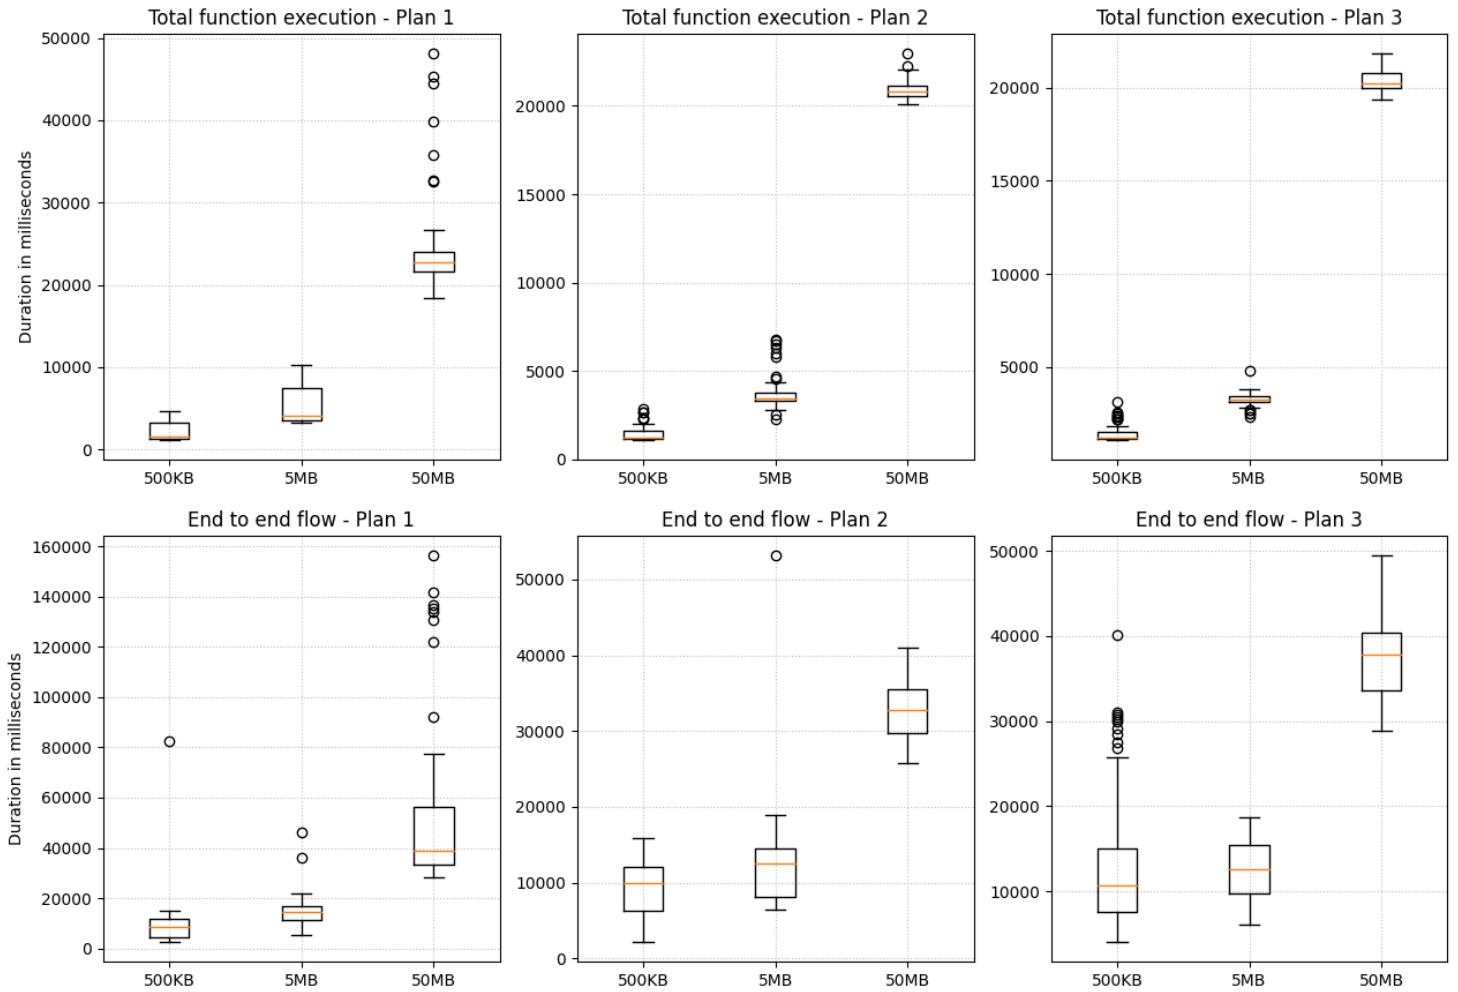 Total function execution - Plan 1
Total function execution - Plan 2
Total function execution - Plan 3
Duration in milliseconds
50000
40000
30000
20000
10000
0
500KB
5MB
50MB
20000
15000
10000
5000
0
500KB
5MB
50MB
20000
15000
10000
5000
500KB
5MB
50MB
End to end flow - Plan 1
End to end flow - Plan 2
End to end flow - Plan 3
Duration in milliseconds
160000
140000
120000
100000
80000
60000
40000
20000
0
500KB
5MB
50MB
50000
40000
30000
20000
10000
0
500KB
5MB
50MB
50000
40000
30000
20000
10000
500KB
5MB
50MB